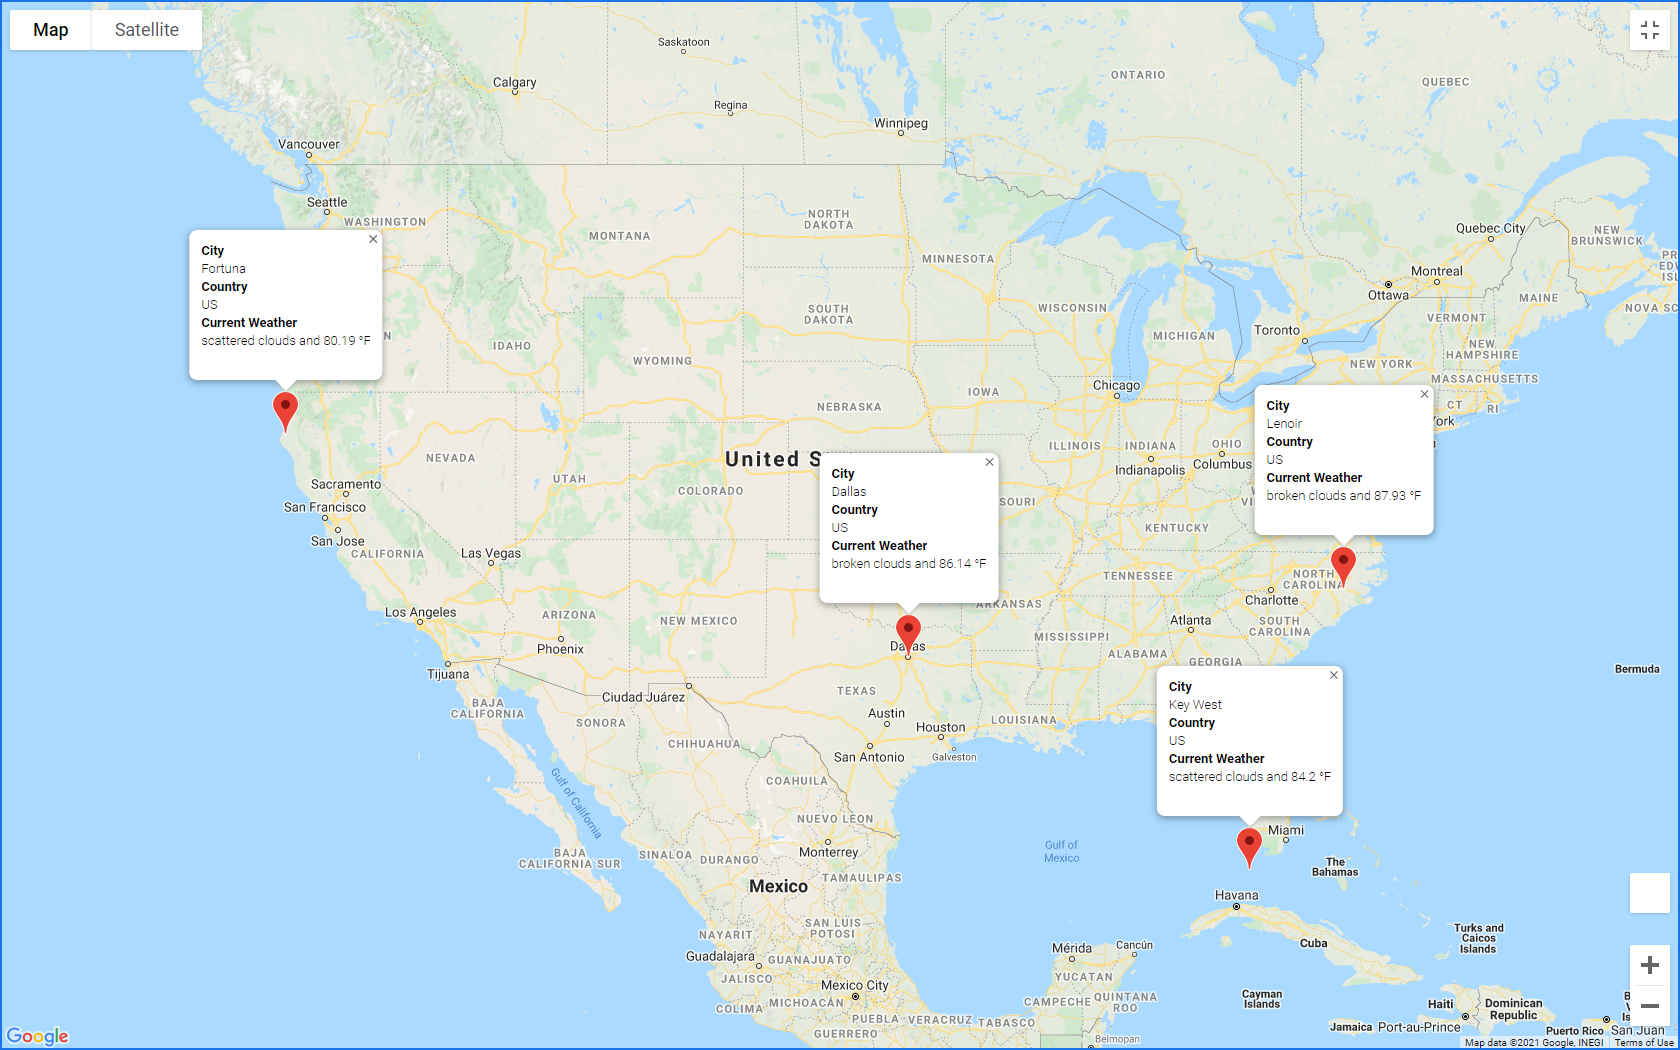 Map
Satellite
Saskatoon
Calgary
Regina
Winnipeg
ONTARIO
QUEBEC
Vancouver
Seattle
WASHINGTON
MONTANA
NORTH
DAKOTA
MINNESOTA
Quebec City
NEW
BRUNSWICK
Montreal
Ottawa
MAINE
NOVA SC
PR
EDW
ISL
City
Fortuna
Country
US
Current Weather
scattered clouds and 80.19 °F
N
IDAHO
WYOMING
SOUTH
DAKOTA
WISCONSIN
MICHIGAN
Toronto
VERMONT
NEW
HAMPSHIRE
NEW YORK
MASSACHUSETTS
CT
RI
York
Chicago
IOWA
NEBRASKA
ILLINOIS
INDIANA
OHIO
Indianapolis
Columbus
City
Lenoir
Country
US
Current Weather
broken clouds and 87.93 °F
NEVADA
UTAH
COLORADO
United S
Sacramento
San Francisco
San Jose
CALIFORNIA
Las Vegas
City
Dallas
Country
US
Current Weather
broken clouds and 86.14 °F
SOURI
KENTUCKY
VI
VI
TENNESSEE
NORTH
CAROLINA
Charlotte
Los Angeles
ARIZONA
NEW MEXICO
ARKANSAS
Phoenix
Dallas
MISSISSIPPI
Atlanta
SOUTH
CAROLINA
ALABAMA
GEORGIA
Tijuana
BAJA
CALIFORNIA
Ciudad Juárez
SONORA
TEXAS
Austin
Houston
LOUISIANA
San Antonio
Galveston
CHIHUAHUA
COAHUILA
Bermuda
City
Key West
Country
US
Current Weather
scattered clouds and 84.2 °F
Gulf of California
NUEVO LEON
Monterrey
BAJA
CALIFORNIA SUR
SINALOA
DURANGO
TAMAULIPAS
Mexico
Gulf of
Mexico
Miami
The
Bahamas
Havana
Cuba
SAN LUIS
POTOSI
NAYARIT
Guadalajara
GUANAJUATO
JALISCO
Mexico City
COLIMA
MICHOACÁN
PUEBLA
VERACRUZ
TABASCO
GUERRERO
Mérida
Cancún
YUCATAN
CAMPECHE
QUINTANA
ROO
Belmopan
Cayman
Islands
Turks and
Caicos
Islands
Haiti
Dominican
Republic
Jamaica
Port-au-Prince
Puerto Rico
San Juan
B
Is
Google
Map data ©2021 Google, INEGI
Terms of Use